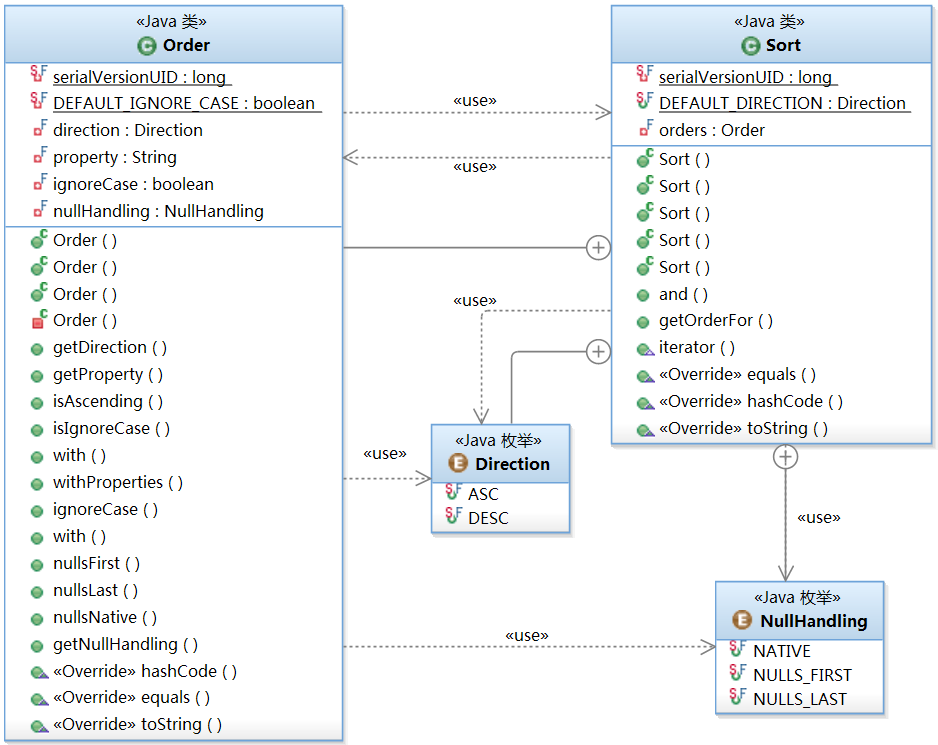 «Java 类»
Order
serialVersionUID : long
DEFAULT_IGNORE_CASE : boolean
direction : Direction
property : String
ignoreCase : boolean
nullHandling : NullHandling
Order ( )
Order ( )
Order ( )
Order ( )
getDirection ( )
getProperty ( )
isAscending ( )
isIgnoreCase ( )
with ( )
withProperties ( )
ignoreCase ( )
with ( )
nullsFirst ( )
nullsLast ( )
nullsNative ( )
getNullHandling ( )
«Override» hashCode ( )
«Override» equals ( )
«Override» toString ( )
«use»
«use»
«use»
«use»
«use»
«Java 类»
Sort
serialVersionUID : long
DEFAULT_DIRECTION : Direction
orders : Order
Sort ( )
Sort ( )
Sort ( )
Sort ( )
Sort ( )
and ( )
getOrderFor ( )
iterator ( )
«Override» equals ( )
«Override» hashCode ( )
«Override» toString ( )
«Java 枚举»
Direction
ASC
DESC
«use»
«Java 枚举»
NullHandling
NATIVE
NULLS_FIRST
NULLS_LAST